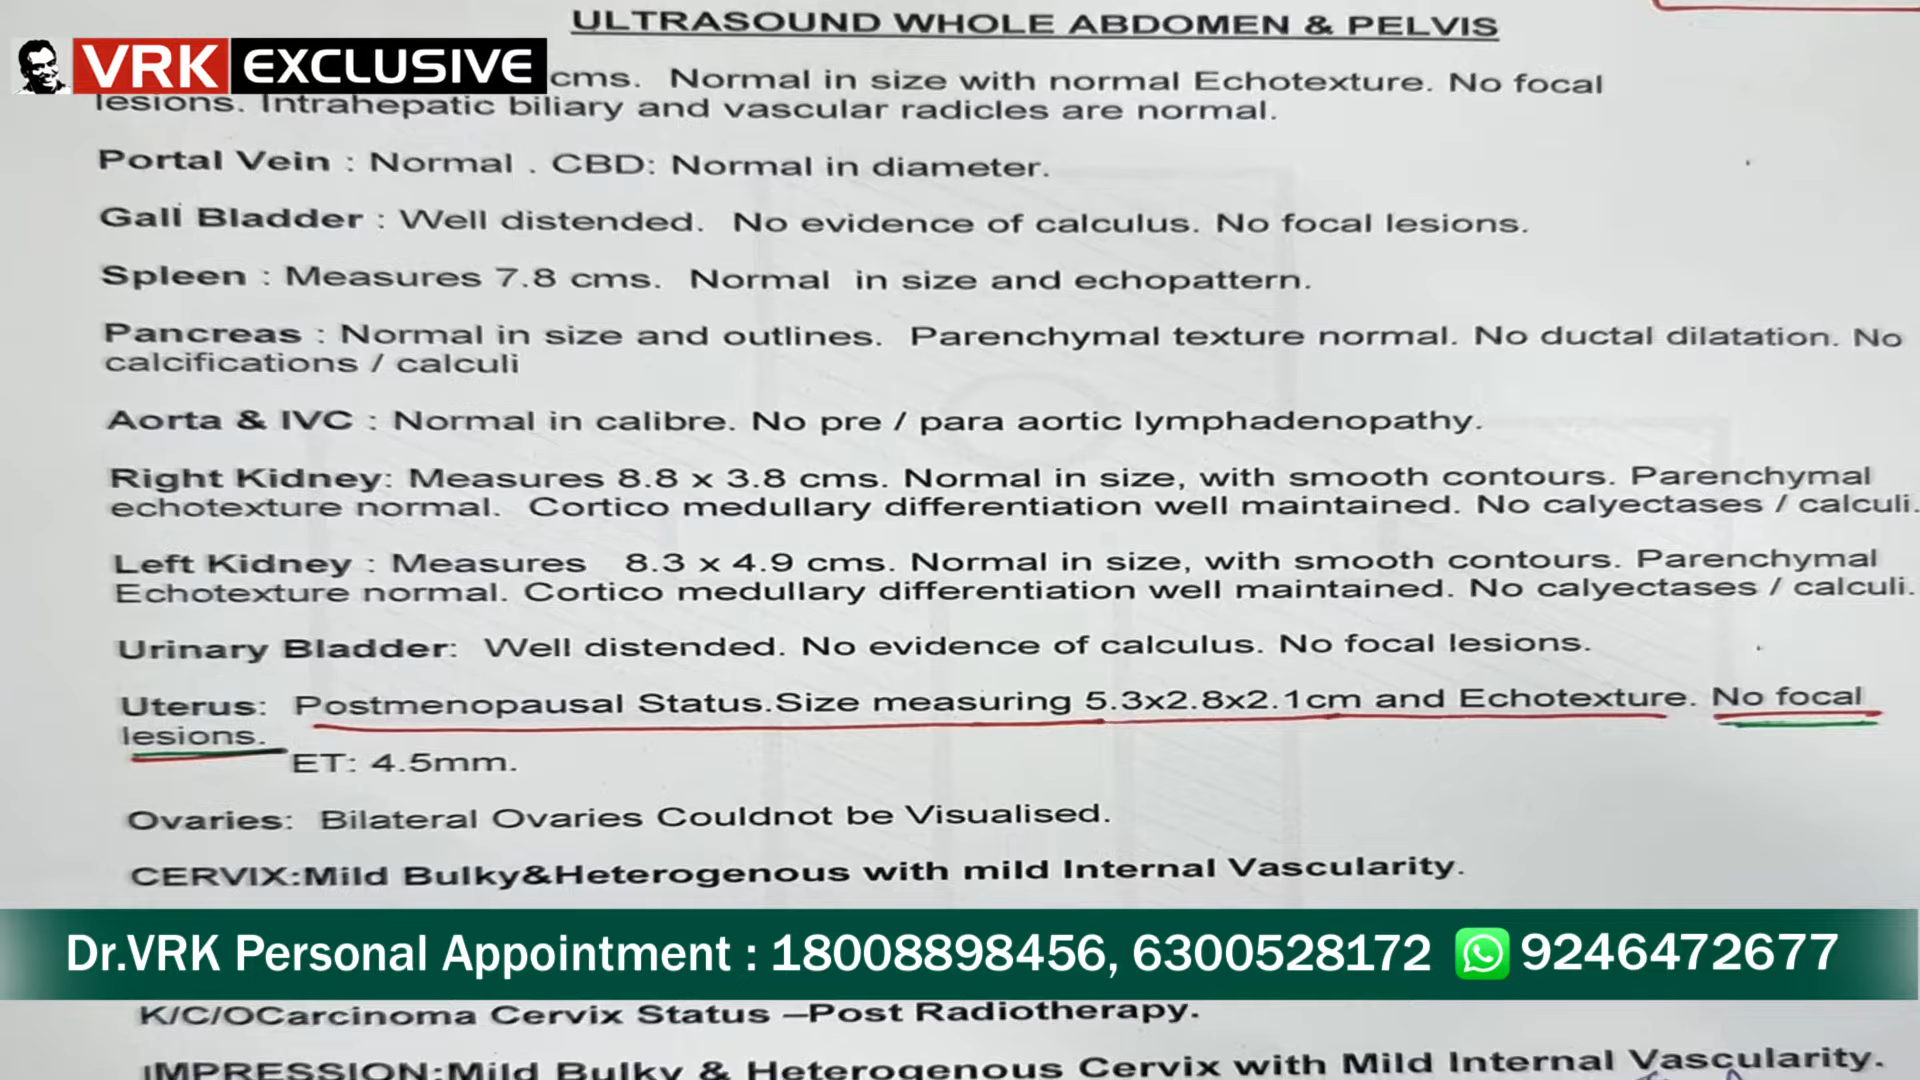 ULTRASOUND WHOLE ABDOMEN & PELVIS
VRK EXCLUSIVE
cms. Normal in size with normal Echotexture. No focal
lesions. Intrahepatic biliary and vascular radicles are normal.
Portal Vein : Normal . CBD: Normal in diameter.
Gall Bladder : Well distended. No evidence of calculus. No focal lesions.
Spleen : Measures 7.8 cms. Normal in size and echopattern.
Pancreas : Normal in size and outlines. Parenchymal texture normal. No ductal dilatation. No
calcifications / calculi
Aorta & IVC : Normal in calibre. No pre / para aortic lymphadenopathy.
Right Kidney: Measures 8.8 x 3.8 cms. Normal in size, with smooth contours. Parenchymal
echotexture normal. Cortico medullary differentiation well maintained. No calyectases / calculi.
Left Kidney : Measures 8.3 x 4.9 cms. Normal in size, with smooth contours. Parenchymal
Echotexture normal. Cortico medullary differentiation well maintained. No calyectases / calculi.
Urinary Bladder: Well distended. No evidence of calculus. No focal lesions.
Uterus: Postmenopausal Status.Size measuring 5.3x2.8x2.1cm and Echotexture. No focal
lesions.
ET: 4.5mm.
Ovaries: Bilateral Ovaries Couldnot be Visualised.
CERVIX:Mild Bulky&Heterogenous with mild Internal Vascularity.
Dr.VRK Personal Appointment : 18008898456, 6300528172 9246472677
K/C/OCarcinoma Cervix Status –Post Radiotherapy.
IMPRESSION:Mild Bulky & Heterogenous Cervix with Mild Internal Vascularity.